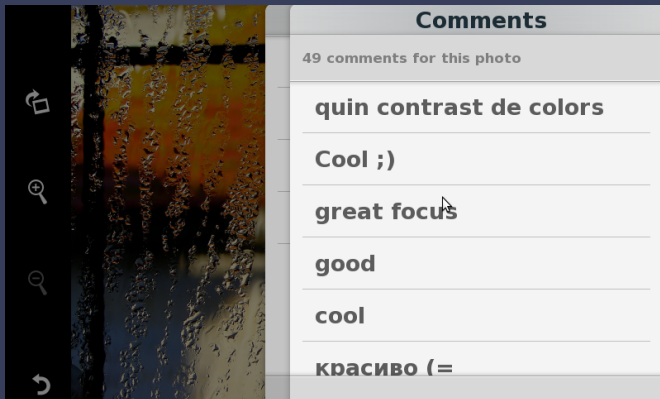 Comments
49 comments for this photo
quin contrast de colors
Cool ;)
great focus
good
cool
красиво (=